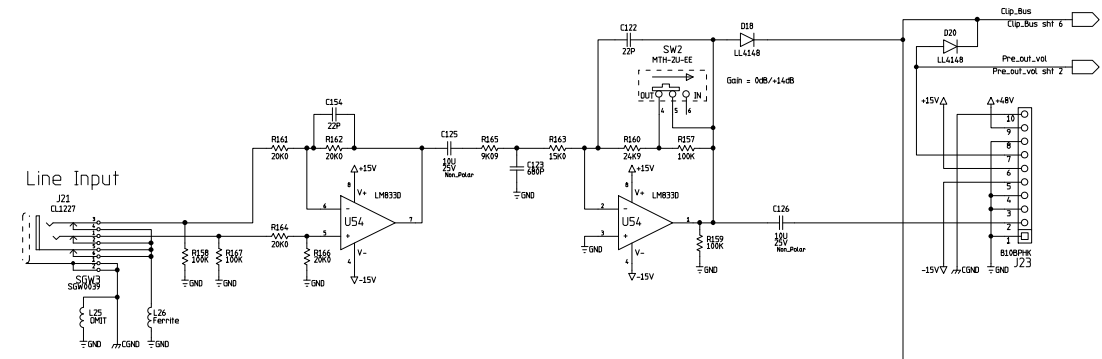 Clip_Bus
Clip_Bus sht 6
D18
LL4148
D20
LL4148
Pre_out_vol
Pre_out_vol sht 2
C122
22P
SW2
MTH-2U-EE
OUT
IN
4
5
6
Gain = 0dB/+14dB
C154
22P
R161
20K0
R162
20K0
C125
10U
25V
Non_Polar
R165
9K09
C123
680P
GND
R163
15K0
R160
24K9
R157
100K
+15V
8
V+
LM833D
6
-
5
+
U54
7
V-
4
-15V
+15V
8
V+
LM833D
2
-
3
+
U54
1
V-
4
-15V
GND
R159
100K
GND
C126
10U
25V
Non_Polar
+15V
+48V
10
9
8
7
6
5
4
3
2
1
-15V
CGND
GND
B10BPHK
J23
Line Input
J21
CL1227
3
4
1
5
2
SGW3
SGW0039
R158
100K
GND
R167
100K
GND
R164
20K0
R166
20K0
GND
L25
OMIT
GND
CGND
L26
Ferrite
GND